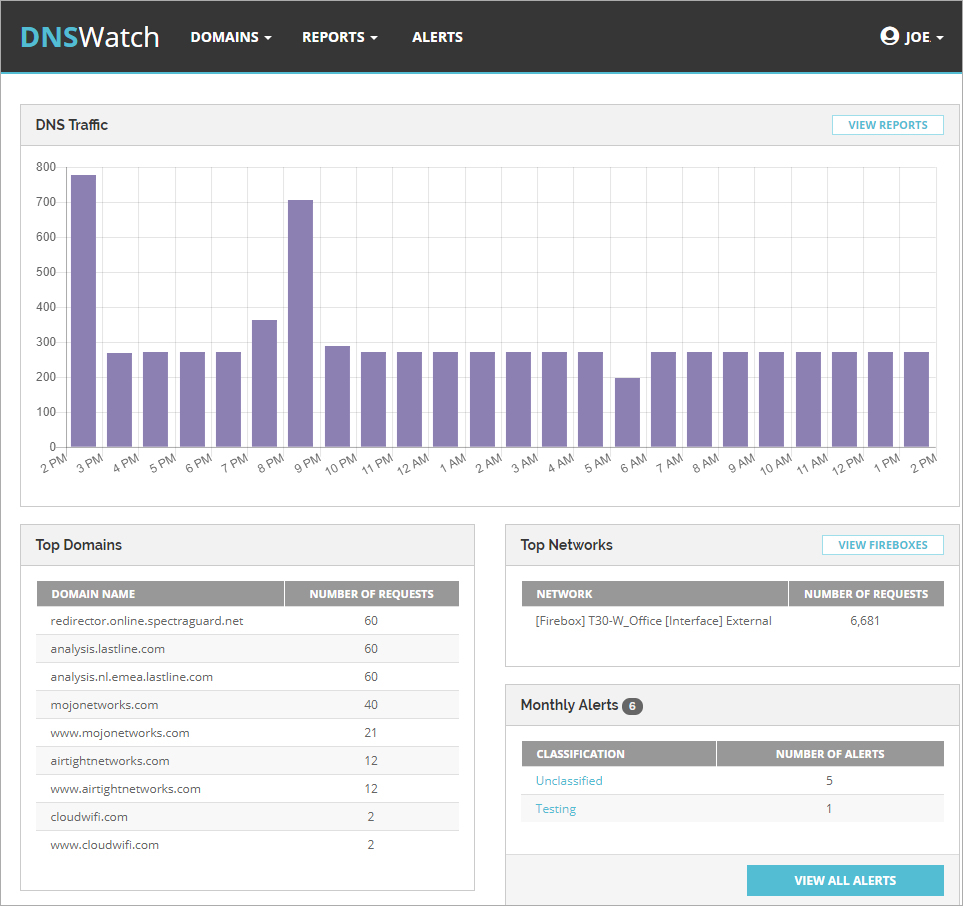 DNSWatch DOMAINS REPORTS ALERTS JOE
DNS Traffic VIEW REPORTS
800
700
600
500
400
300
200
100
0
2 PM 3 PM 4 PM 5 PM 6 PM 7 PM 8 PM 9 PM 10 PM 11 PM 12 AM 1 AM 2 AM 3 AM 4 AM 5 AM 6 AM 7 AM 8 AM 9 AM 10 AM 11 AM 12 PM 1 PM 2 PM
Top Domains
DOMAIN NAME NUMBER OF REQUESTS
redirector.online.spectraguard.net 60
analysis.lastline.com 60
analysis.nl.emea.lastline.com 60
mojonetworks.com 40
www.mojonetworks.com 21
airtightnetworks.com 12
www.airtightnetworks.com 12
cloudwifi.com 2
www.cloudwifi.com 2
Top Networks VIEW FIREBOXES
NETWORK NUMBER OF REQUESTS
[Firebox] T30-W_Office [Interface] External 6,681
Monthly Alerts 6
CLASSIFICATION NUMBER OF ALERTS
Unclassified 5
Testing 1
VIEW ALL ALERTS